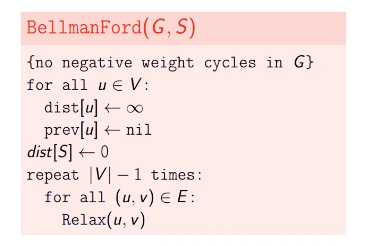 BellmanFord(G, S)
{no negative weight cycles in G}
for all u ∈ V:
dist[u] ← ∞
prev[u] ← nil
dist[S] ← 0
repeat |V| − 1 times:
for all (u, v) ∈ E:
Relax(u, v)